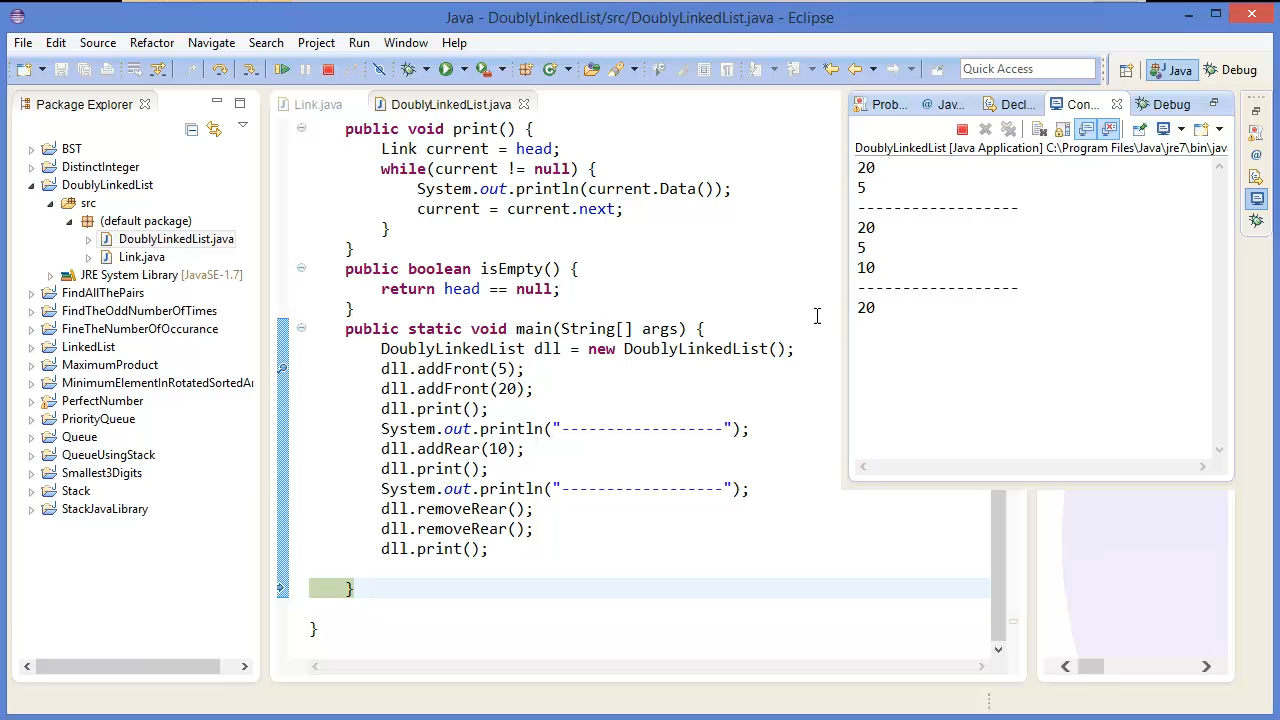 Java - DoublyLinkedList/src/DoublyLinkedList.java - Eclipse
File Edit Source Refactor Navigate Search Project Run Window Help
Quick Access
Java
Debug
Package Explorer
BST
DistinctInteger
DoublyLinkedList
src
(default package)
DoublyLinkedList.java
Link.java
JRE System Library [JavaSE-1.7]
FindAllThePairs
FindTheOddNumberOfTimes
FineTheNumberOfOccurance
LinkedList
MaximumProduct
MinimumElementInRotatedSortedAr
PerfectNumber
PriorityQueue
Queue
QueueUsingStack
Smallest3Digits
Stack
StackJavaLibrary
Link.java DoublyLinkedList.java
public void print() {
Link current = head;
while(current != null) {
System.out.println(current.Data());
current = current.next;
}
}
public boolean isEmpty() {
return head == null;
}
public static void main(String[] args) {
DoublyLinkedList dll = new DoublyLinkedList();
dll.addFront(5);
dll.addFront(20);
dll.print();
System.out.println("------------------");
dll.addRear(10);
dll.print();
System.out.println("------------------");
dll.removeRear();
dll.removeRear();
dll.print();
}
}
Prob... Jav... Decl... Con... Debug
DoublyLinkedList [Java Application] C:\Program Files\Java\jre7\bin\jav
20
5
------------------
20
5
10
------------------
20